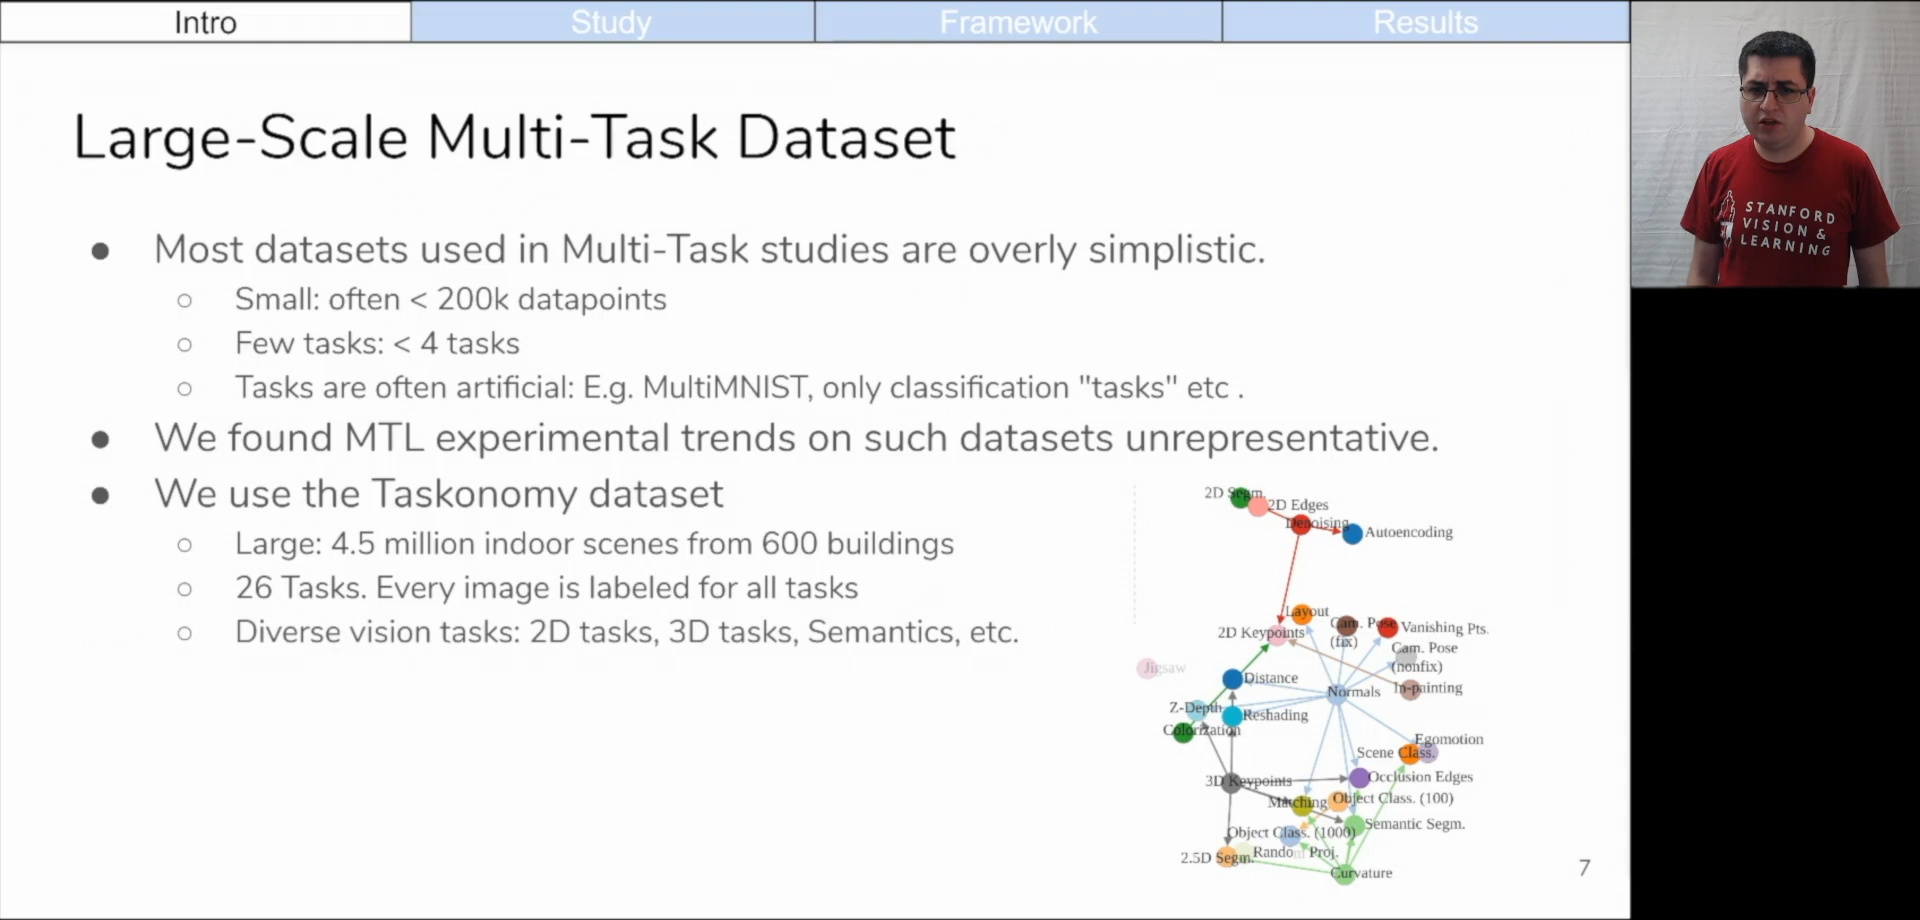 Intro
Study
Framework
Results
Large-Scale Multi-Task Dataset
Most datasets used in Multi-Task studies are overly simplistic.
Small: often < 200k datapoints
Few tasks: < 4 tasks
Tasks are often artificial: E.g. MultiMNIST, only classification "tasks" etc .
We found MTL experimental trends on such datasets unrepresentative.
We use the Taskonomy dataset
Large: 4.5 million indoor scenes from 600 buildings
26 Tasks. Every image is labeled for all tasks
Diverse vision tasks: 2D tasks, 3D tasks, Semantics, etc.
2D Segm.
2D Edges
Denoising
Autoencoding
Layout
2D Keypoints
Cam. Pose
(fix)
Vanishing Pts.
Cam. Pose
(nonfix)
Jigsaw
Distance
Normals
In-painting
Z-Depth
Reshading
Colorization
Egomotion
Scene Class.
3D Keypoints
Occlusion Edges
Matching
Object Class. (100)
Semantic Segm.
Object Class. (1000)
2.5D Segm.
Random Proj.
Curvature
7
STANFORD
VISION &
LEARNING